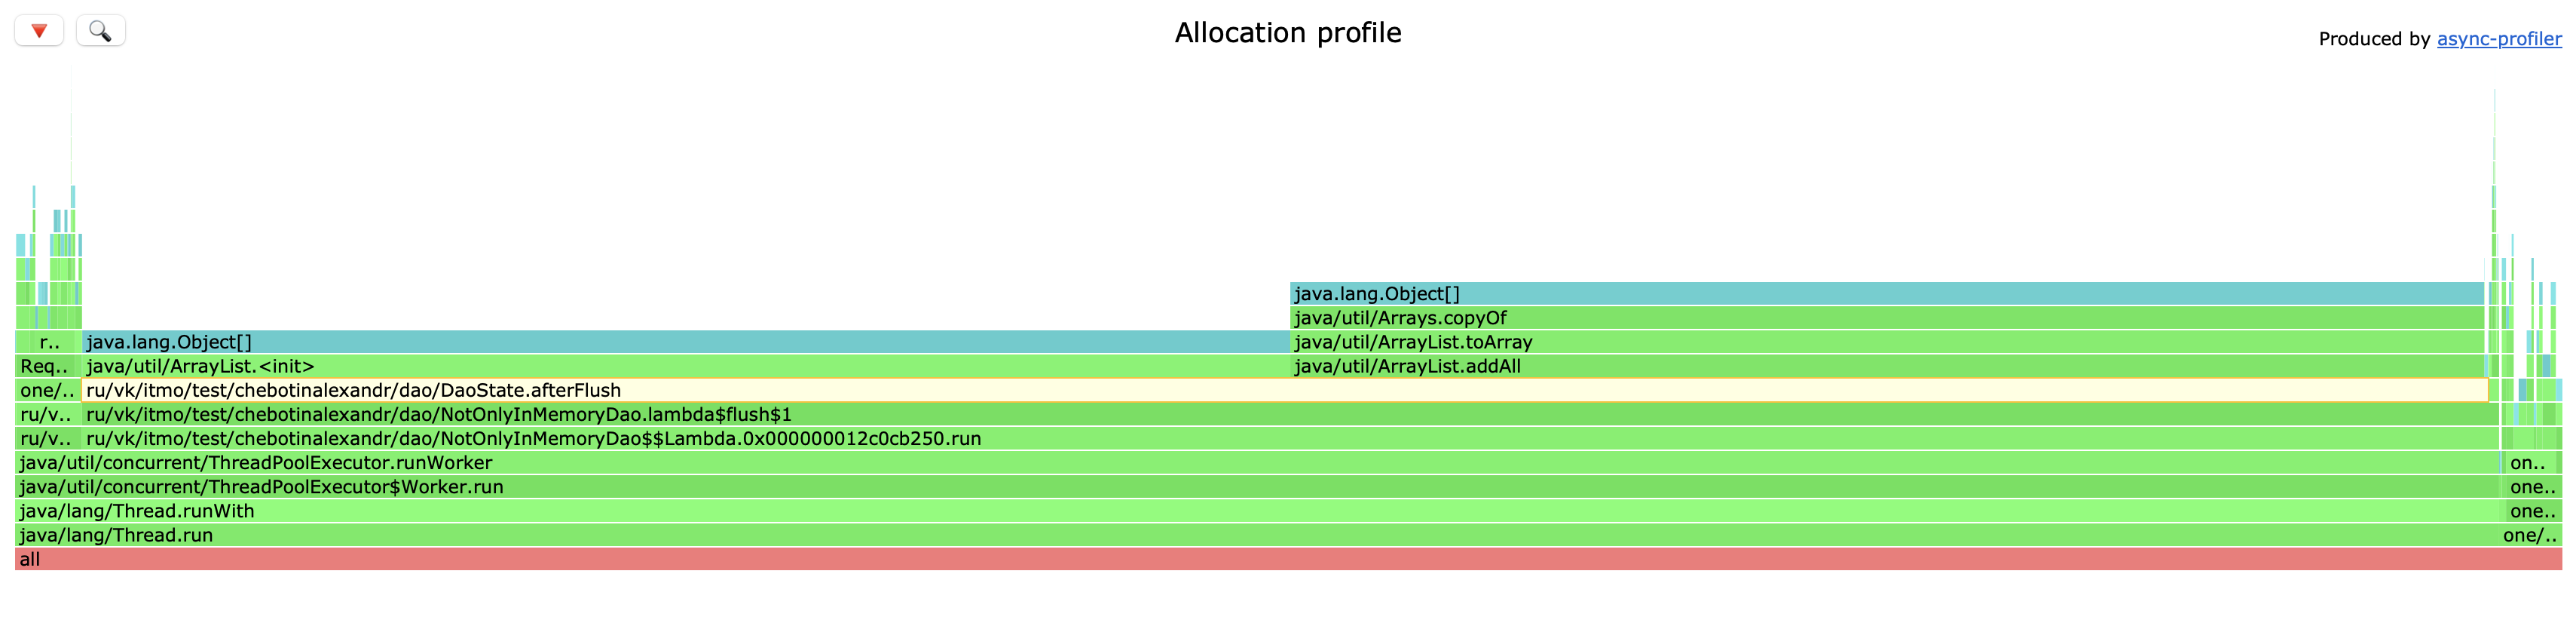 Allocation profile
Produced by async-profiler
java.lang.Object[]
java/util/Arrays.copyOf
r.. java.lang.Object[] java/util/ArrayList.toArray
Req.. java/util/ArrayList.<init> java/util/ArrayList.addAll
one/.. ru/vk/itmo/test/chebotinalexandr/dao/DaoState.afterFlush
ru/v.. ru/vk/itmo/test/chebotinalexandr/dao/NotOnlyInMemoryDao.lambda$flush$1
ru/v.. ru/vk/itmo/test/chebotinalexandr/dao/NotOnlyInMemoryDao$$Lambda.0x000000012c0cb250.run
java/util/concurrent/ThreadPoolExecutor.runWorker on..
java/util/concurrent/ThreadPoolExecutor$Worker.run one..
java/lang/Thread.runWith one..
java/lang/Thread.run one/..
all